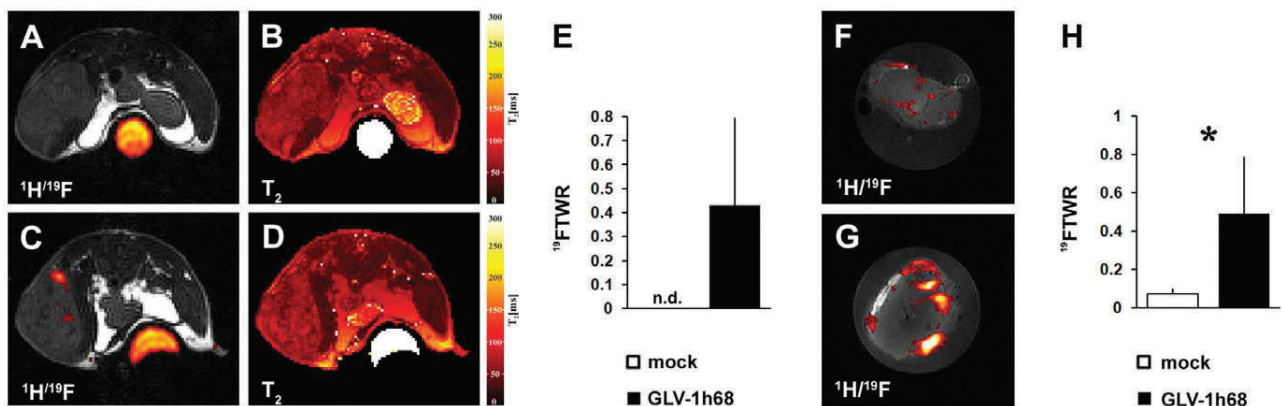 A
¹H/¹⁹F
B
T₂
300
250
200
150
100
50
0
T₂[ms]
C
¹H/¹⁹F
D
T₂
300
250
200
150
100
50
0
T₂[ms]
E
¹⁹FTWR
0.8
0.7
0.6
0.5
0.4
0.3
0.2
0.1
0
n.d.
mock
GLV-1h68
F
¹H/¹⁹F
G
¹H/¹⁹F
H
¹⁹FTWR
1
0.8
0.6
0.4
0.2
0
*
mock
GLV-1h68